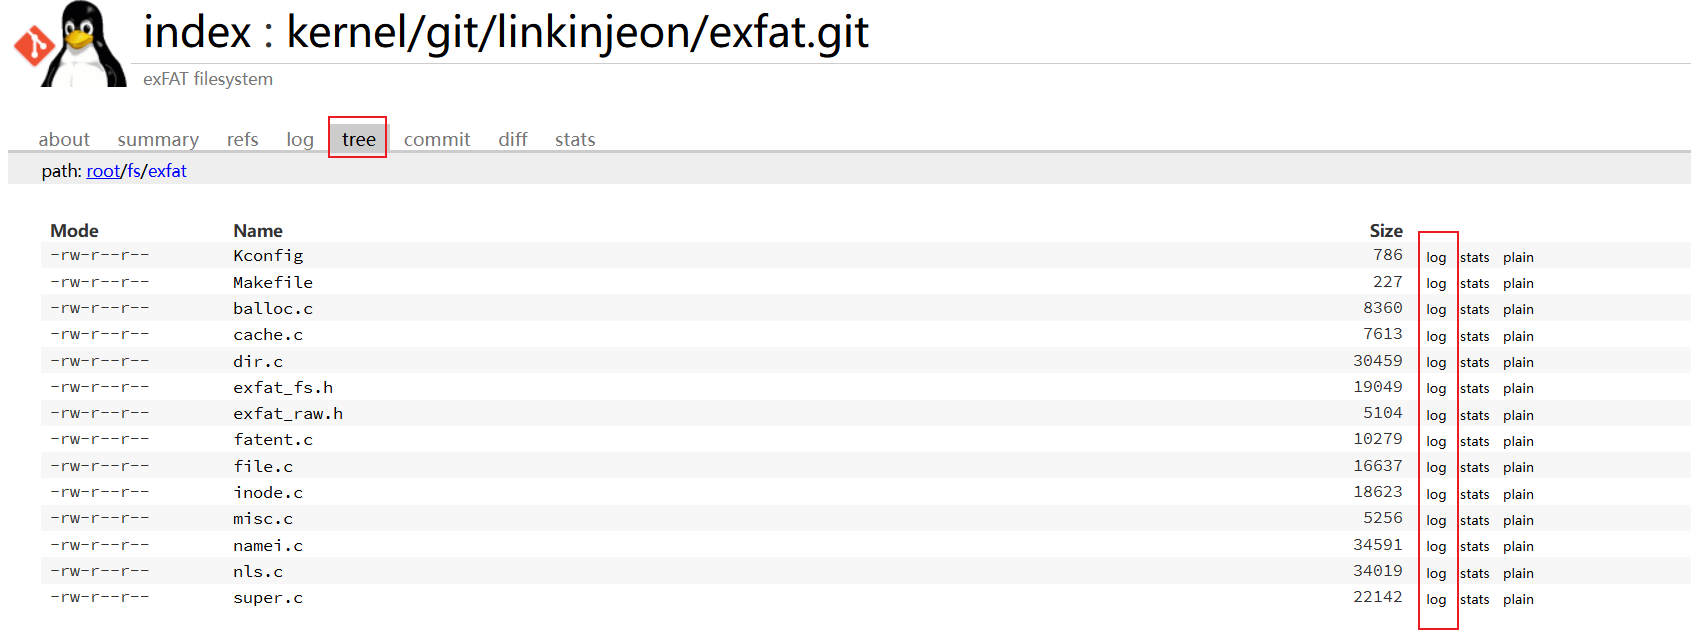 index : kernel/git/linkinjeon/exfat.git
exFAT filesystem
about summary refs log tree commit diff stats
path: root/fs/exfat
Mode Name Size
-rw-r--r-- Kconfig 786 log stats plain
-rw-r--r-- Makefile 227 log stats plain
-rw-r--r-- balloc.c 8360 log stats plain
-rw-r--r-- cache.c 7613 log stats plain
-rw-r--r-- dir.c 30459 log stats plain
-rw-r--r-- exfat_fs.h 19049 log stats plain
-rw-r--r-- exfat_raw.h 5104 log stats plain
-rw-r--r-- fatent.c 10279 log stats plain
-rw-r--r-- file.c 16637 log stats plain
-rw-r--r-- inode.c 18623 log stats plain
-rw-r--r-- misc.c 5256 log stats plain
-rw-r--r-- namei.c 34591 log stats plain
-rw-r--r-- nls.c 34019 log stats plain
-rw-r--r-- super.c 22142 log stats plain